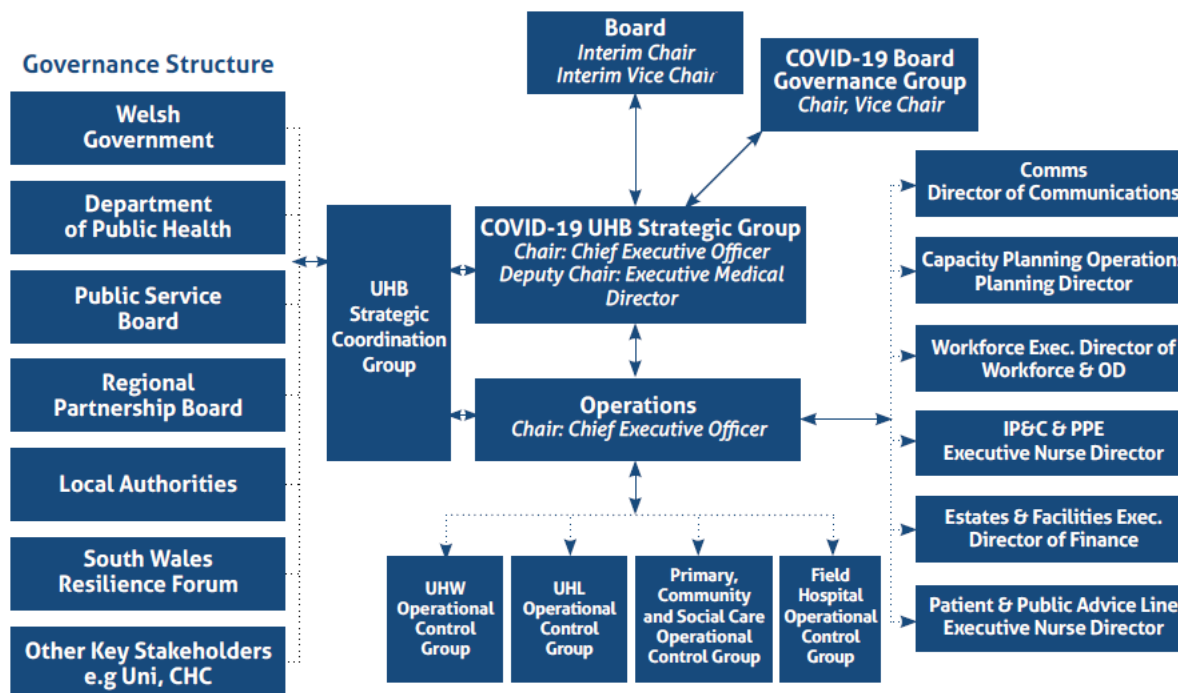 Governance Structure
Welsh
Government
Department
of Public Health
Public Service
Board
Regional
Partnership Board
Local Authorities
South Wales
Resilience Forum
Other Key Stakeholders
e.g Uni, CHC
UHB
Strategic
Coordination
Group
Board
Interim Chair
Interim Vice Chair
COVID-19 Board
Governance Group
Chair, Vice Chair
COVID-19 UHB Strategic Group
Chair: Chief Executive Officer
Deputy Chair: Executive Medical
Director
Operations
Chair: Chief Executive Officer
UHW
Operational
Control
Group
UHL
Operational
Control
Group
Primary,
Community
and Social Care
Operational
Control Group
Field
Hospital
Operational
Control
Group
Comms
Director of Communications
Capacity Planning Operations
Planning Director
Workforce Exec. Director of
Workforce & OD
IP&C & PPE
Executive Nurse Director
Estates & Facilities Exec.
Director of Finance
Patient & Public Advice Line
Executive Nurse Director